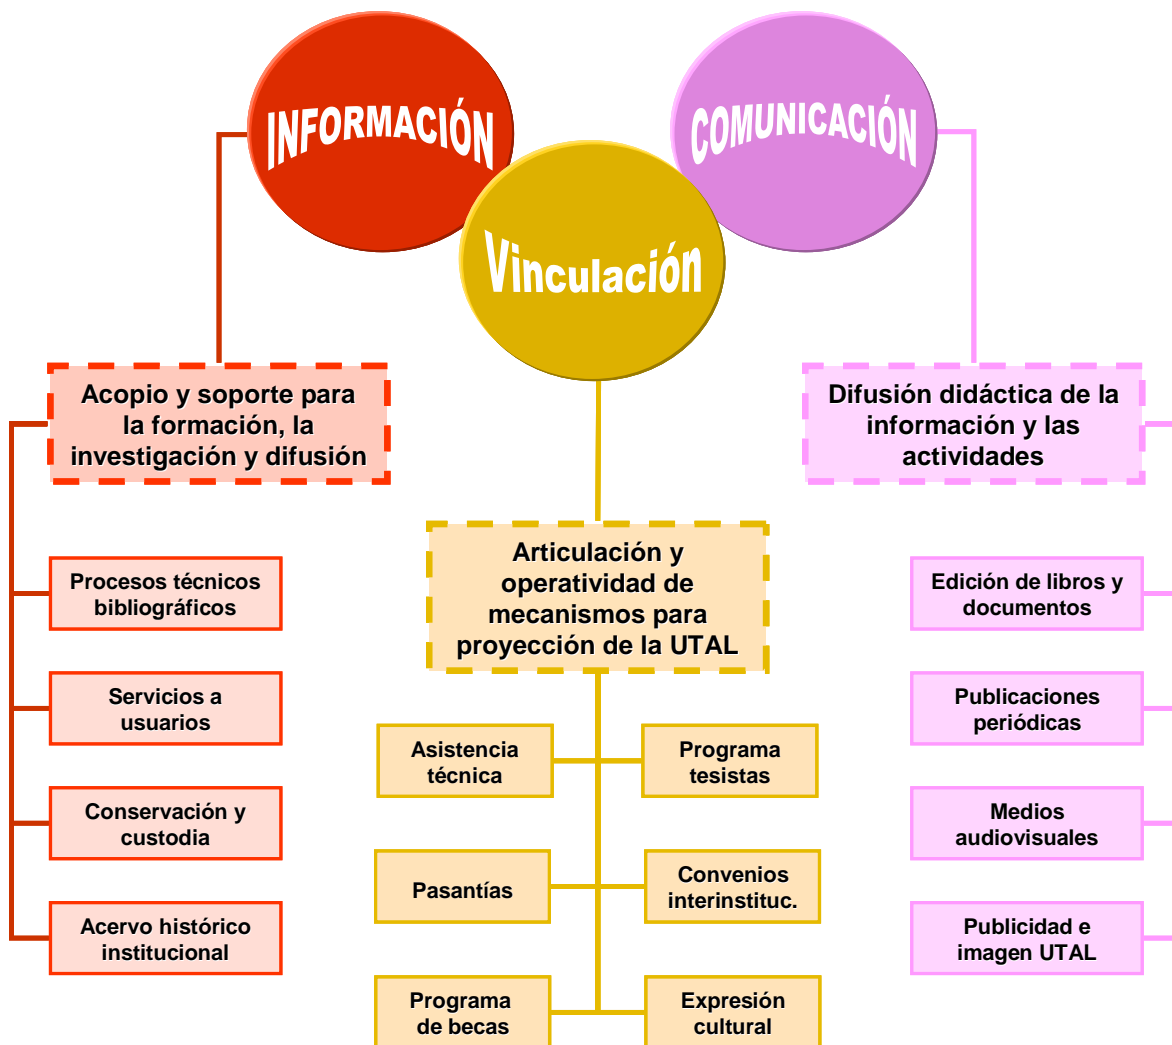 INFORMACIÓN
COMUNICACIÓN
Vinculación
Acopio y soporte para
la formación, la
investigación y difusión
Procesos técnicos
bibliográficos
Servicios a
usuarios
Conservación y
custodia
Acervo histórico
institucional
Articulación y
operatividad de
mecanismos para
proyección de la UTAL
Asistencia
técnica
Programa
tesistas
Pasantías
Convenios
interinstituc.
Programa
de becas
Expresión
cultural
Difusión didáctica de la
información y las
actividades
Edición de libros y
documentos
Publicaciones
periódicas
Medios
audiovisuales
Publicidad e
imagen UTAL